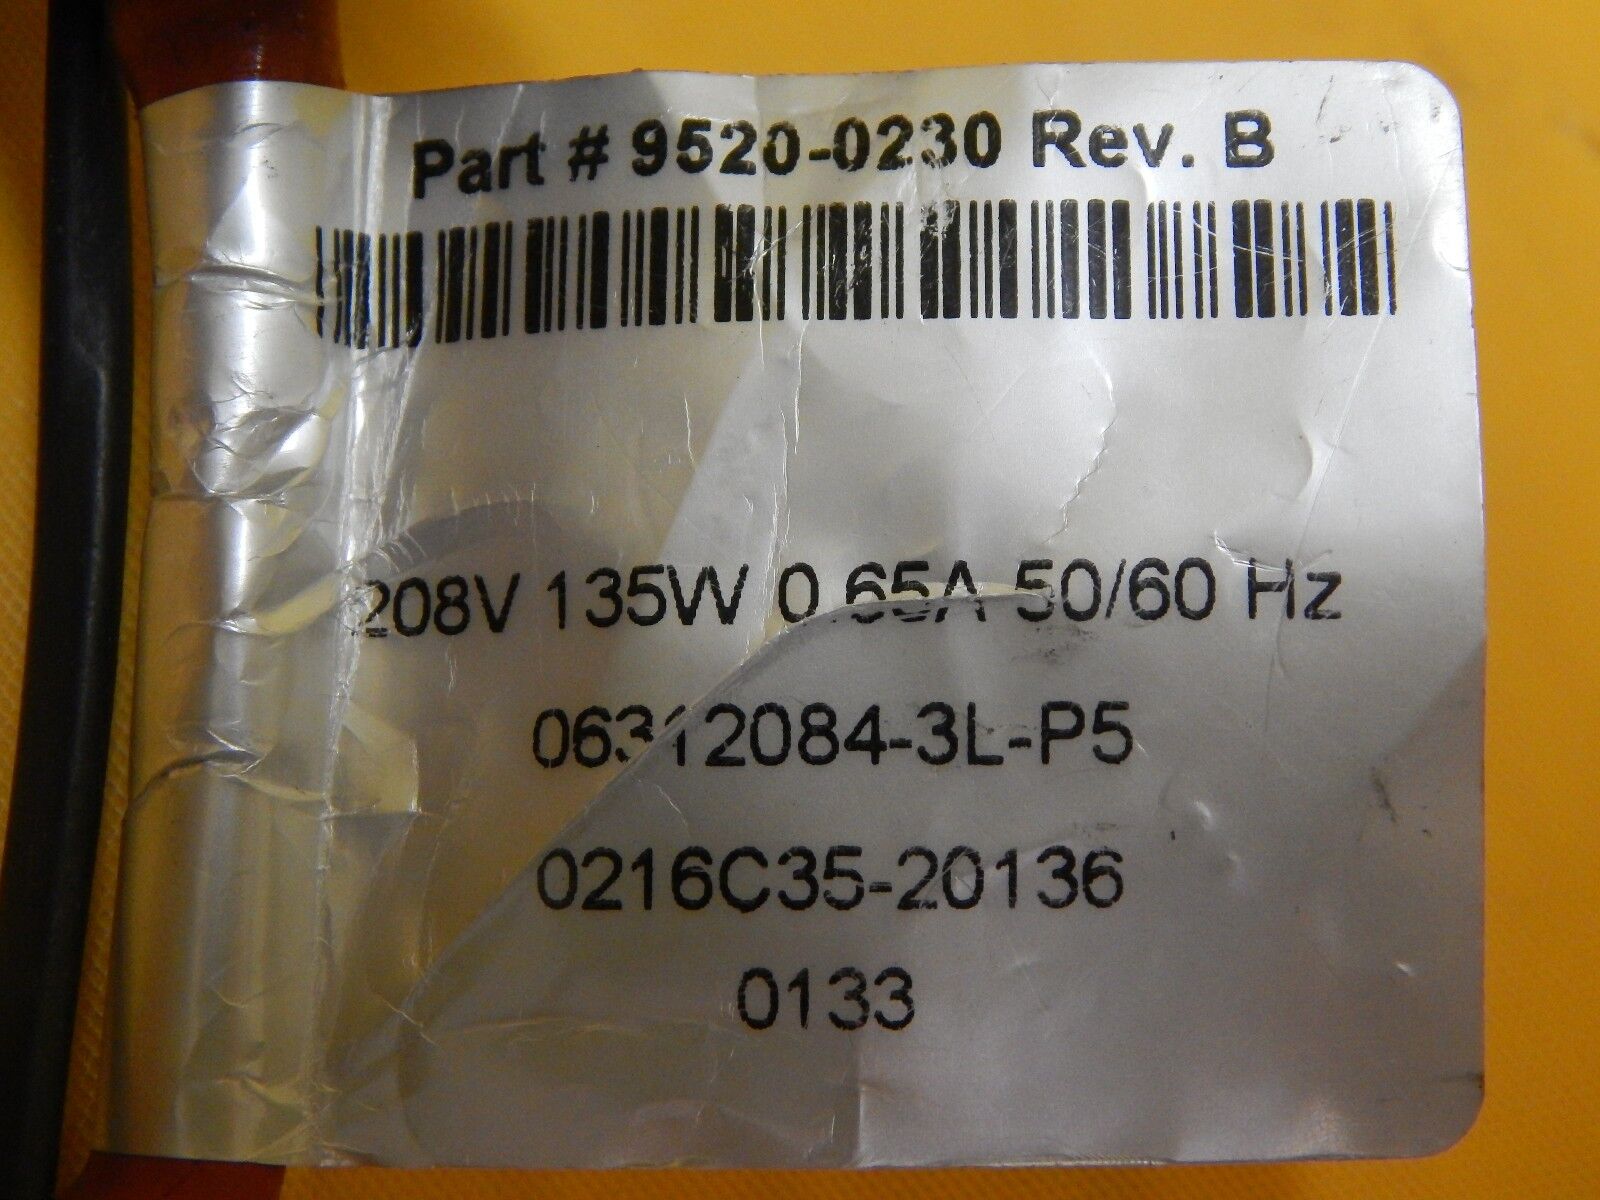 Part # 9520-0230 Rev. B
208V 135W 0.65A 50/60 Hz
06312084-3L-P5
0216C35-20136
0133